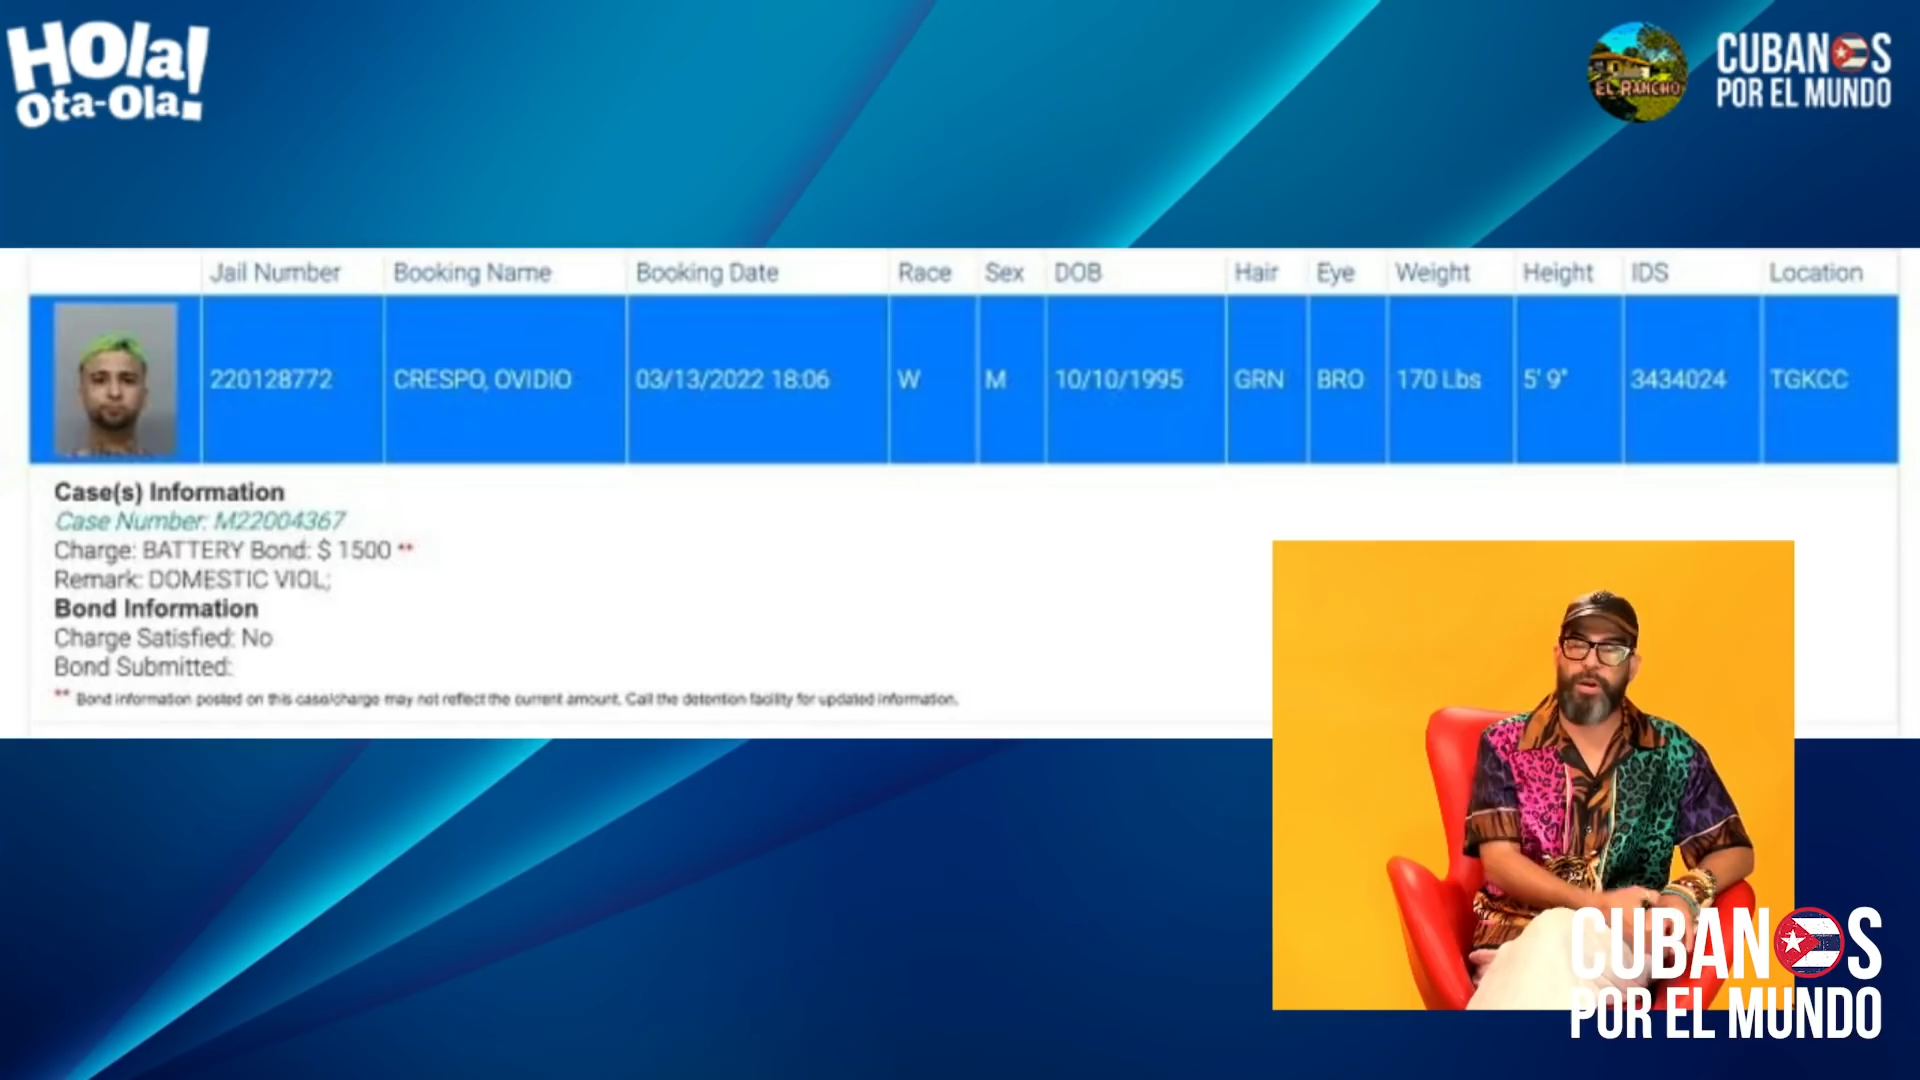 Hola!
Ota-Ola!
EL RANCHO
CUBANOS
POR EL MUNDO
Jail Number Booking Name Booking Date Race Sex DOB Hair Eye Weight Height IDS Location
220128772 CRESPO, OVIDIO 03/13/2022 18:06 W M 10/10/1995 GRN BRO 170 Lbs 5' 9" 3434024 TGKCC
Case(s) Information
Case Number: M22004367
Charge: BATTERY Bond: $ 1500 **
Remark: DOMESTIC VIOL;
Bond Information
Charge Satisfied: No
Bond Submitted:
** Bond information posted on this case/charge may not reflect the current amount. Call the detention facility for updated information.
CUBANOS
POR EL MUNDO